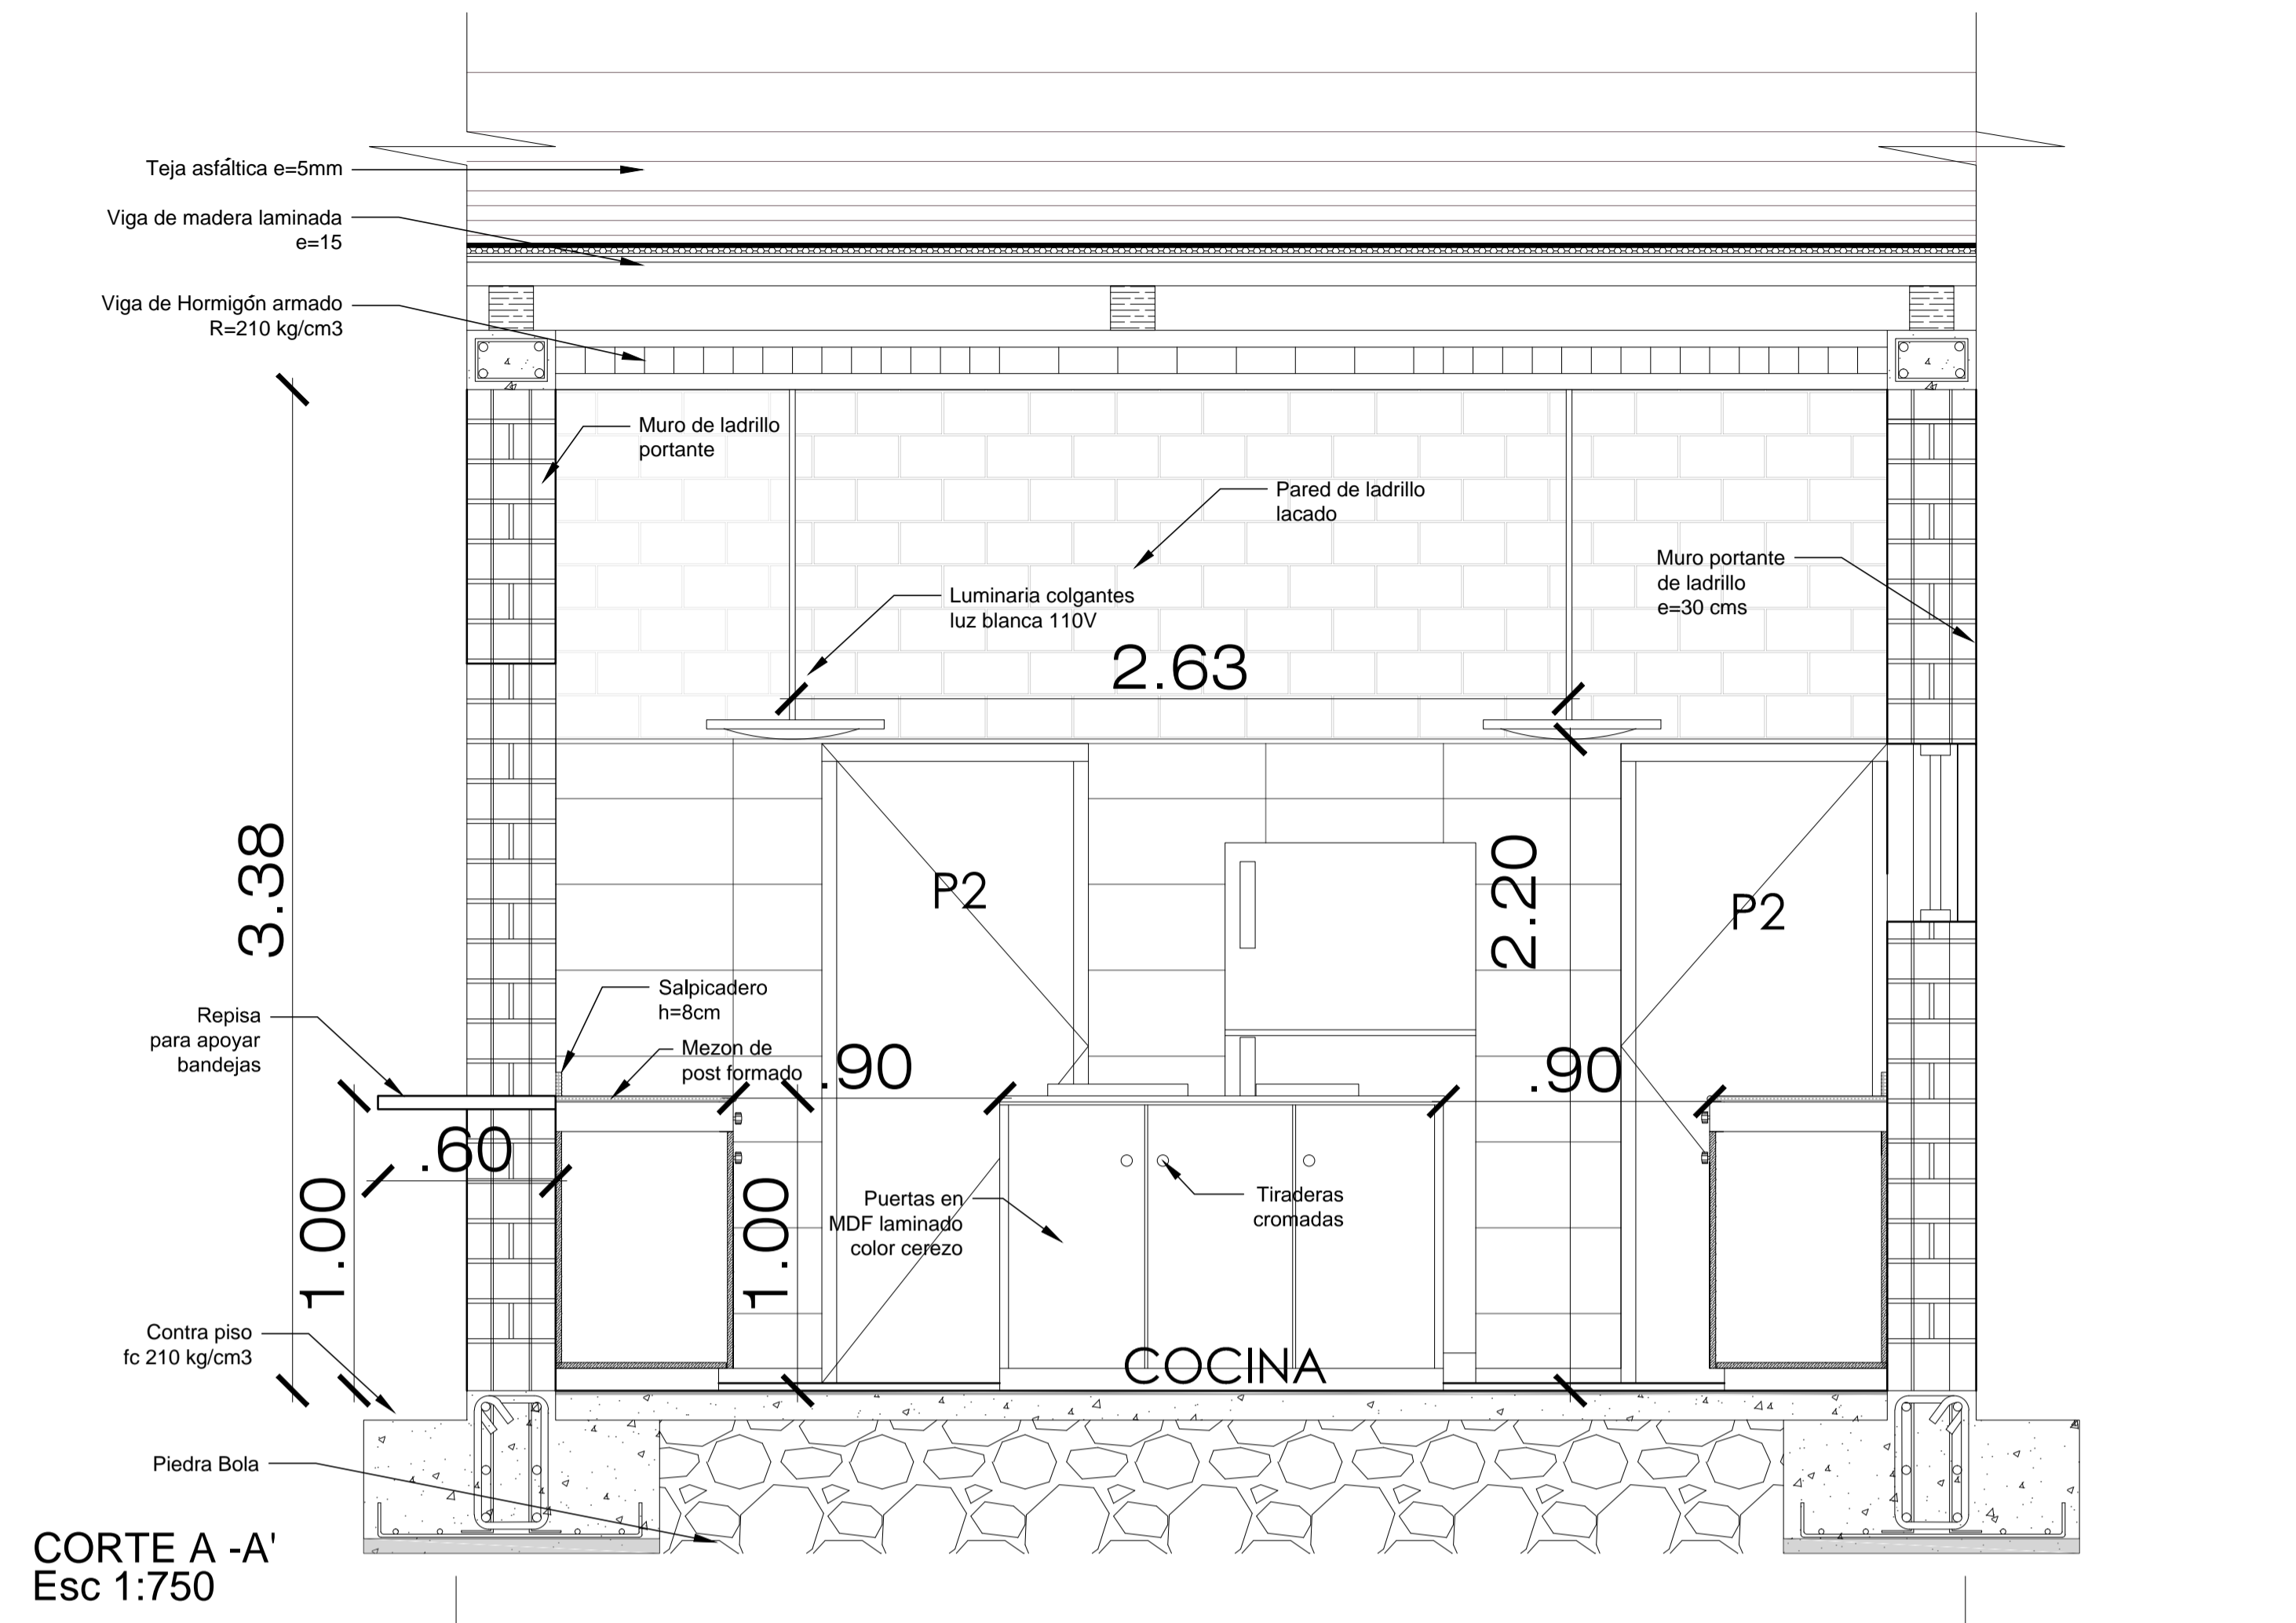 Teja asfáltica e=5mm
Viga de madera laminada
e=15
Viga de Hormigón armado
R=210 kg/cm3
Muro de ladrillo
portante
Pared de ladrillo
lacado
Muro portante
de ladrillo
e=30 cms
Luminaria colgantes
luz blanca 110V
2.63
3.38
P2
2.20
P2
Salpicadero
h=8cm
Repisa
para apoyar
bandejas
Mezon de
post formado
.90
.90
.60
1.00
1.00
Puertas en
MDF laminado
color cerezo
Tiraderas
cromadas
Contra piso
fc 210 kg/cm3
COCINA
Piedra Bola
CORTE A -A'
Esc 1:750